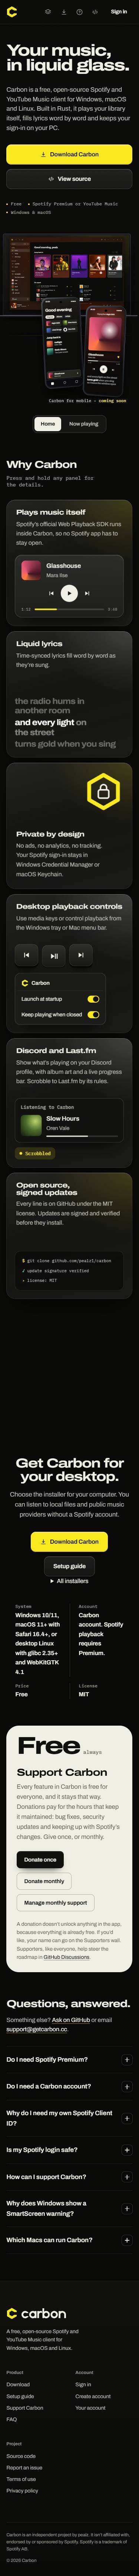 Sign in
Your music,
in liquid glass.
Carbon is a free, open-source Spotify and
YouTube Music client for Windows, macOS
and Linux. Built in Rust, it plays your library
itself, fills lyrics word by word and keeps your
sign-in on your PC.
Download Carbon
View source
Free
Spotify Premium or YouTube Music
Windows & macOS
Good evening
Glasshouse
Carbon for mobile — coming soon
Home
Now playing
Why Carbon
Press and hold any panel for
the details.
Plays music itself
Spotify's official Web Playback SDK runs
inside Carbon, so no Spotify app has to
stay open.
Glasshouse
Mara Ilse
1:12
3:48
Liquid lyrics
Time-synced lyrics fill word by word as
they're sung.
the radio hums in
another room
and every light on
the street
turns gold when you sing
Private by design
No ads, no analytics, no tracking.
Your Spotify sign-in stays in
Windows Credential Manager or
macOS Keychain.
Desktop playback controls
Use media keys or control playback from
the Windows tray or Mac menu bar.
Carbon
Launch at startup
Keep playing when closed
Discord and Last.fm
Show what's playing on your Discord
profile, with album art and a live progress
bar. Scrobble to Last.fm by its rules.
Listening to Carbon
Slow Hours
Oren Vale
Scrobbled
Open source,
signed updates
Every line is on GitHub under the MIT
license. Updates are signed and verified
before they install.
✓ update signature verified
license: MIT
Get Carbon for
your desktop.
Choose the installer for your computer. You
can listen to local files and public music
providers without a Spotify account.
Download Carbon
Setup guide
All installers
System
Windows 10/11,
macOS 11+ with
Safari 16.4+, or
desktop Linux
with glibc 2.35+
and WebKitGTK
4.1
Account
Carbon
account. Spotify
playback
requires
Premium.
Price
Free
License
MIT
Free always
Support Carbon
Every feature in Carbon is free for
everyone, and it stays that way.
Donations pay for the hours that keep
it maintained: bug fixes, security
updates and keeping up with Spotify's
changes. Give once, or monthly.
Donate once
Donate monthly
Manage monthly support
A donation doesn't unlock anything in the app,
because everything is already free. If you'd
like, your name can go on the Supporters wall.
Supporters, like everyone, help steer the
roadmap in GitHub Discussions.
Questions, answered.
Something else? Ask on GitHub or email
support@getcarbon.cc.
Do I need Spotify Premium?
Do I need a Carbon account?
Why do I need my own Spotify Client
ID?
Is my Spotify login safe?
How can I support Carbon?
Why does Windows show a
SmartScreen warning?
Which Macs can run Carbon?
carbon
A free, open-source Spotify and
YouTube Music client for
Windows, macOS and Linux.
Product
Download
Setup guide
Support Carbon
FAQ
Account
Sign in
Create account
Your account
Project
Source code
Report an issue
Terms of use
Privacy policy
Carbon is an independent project by pealzt. It isn't affiliated with,
endorsed by or sponsored by Spotify. Spotify is a trademark of
Spotify AB.
© 2026 Carbon